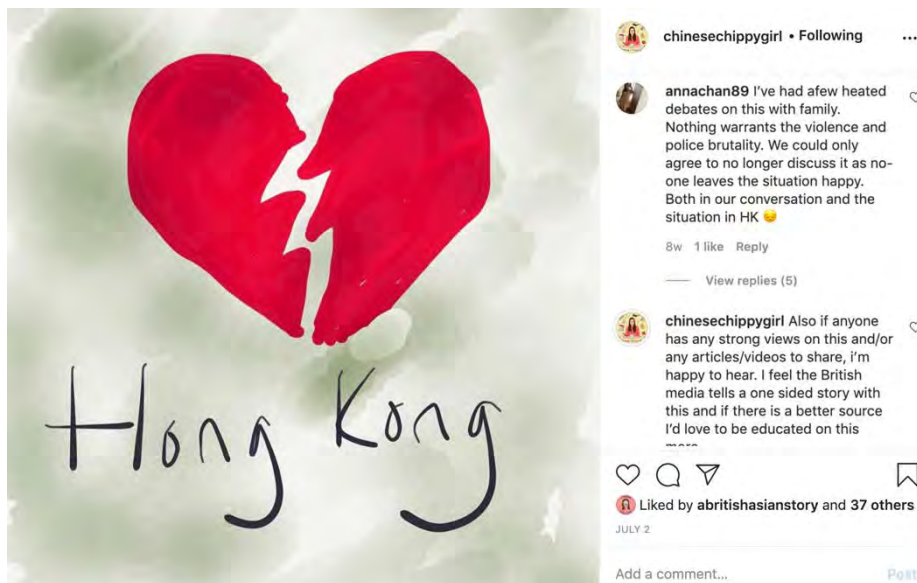 Hong Kong
chinesechippygirl • Following
annachan89 I've had afew heated
debates on this with family.
Nothing warrants the violence and
police brutality. We could only
agree to no longer discuss it as no-
one leaves the situation happy.
Both in our conversation and the
situation in HK 😔
8w 1 like Reply
View replies (5)
chinesechippygirl Also if anyone
has any strong views on this and/or
any articles/videos to share, i'm
happy to hear. I feel the British
media tells a one sided story with
this and if there is a better source
I'd love to be educated on this
Liked by abritishasianstory and 37 others
JULY 2
Add a comment... Post